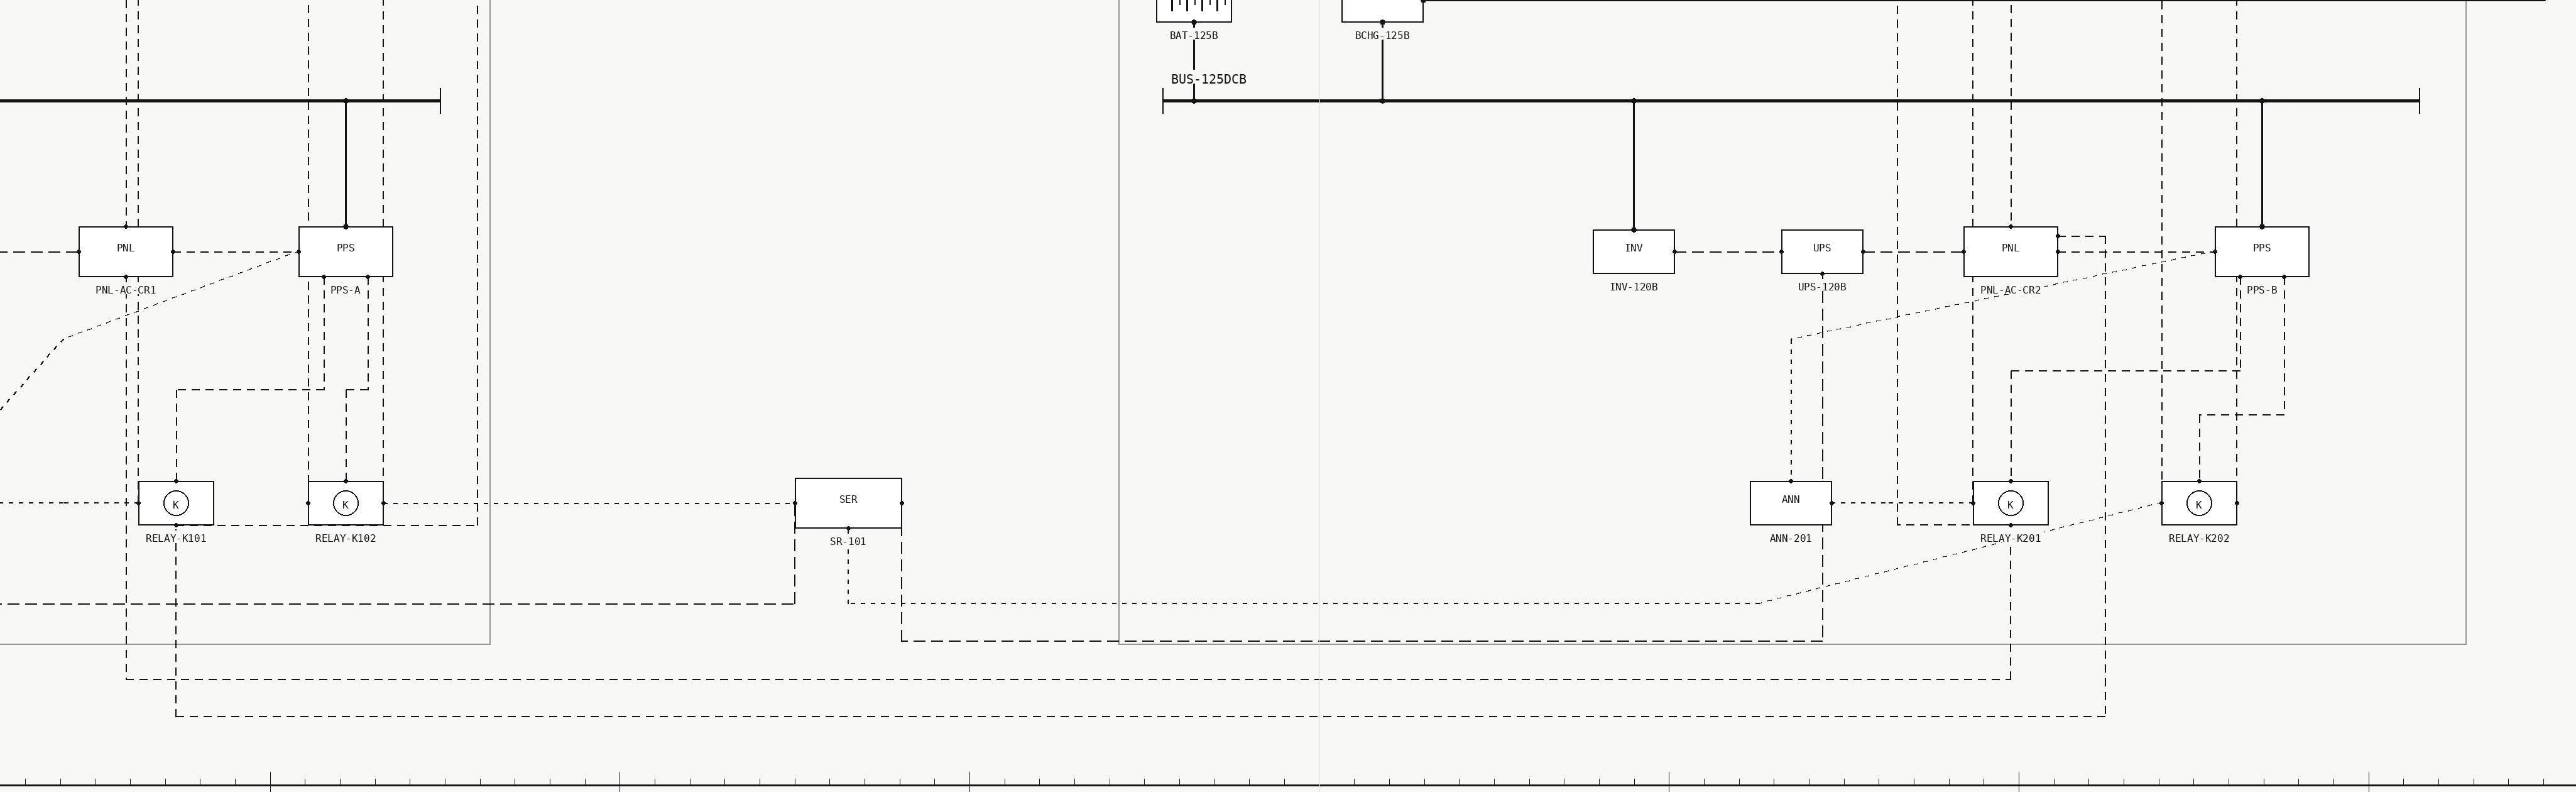 BAT-125B
BCHG-125B
BUS-125DCB
PNL
PPS
INV
UPS
PNL
PPS
PNL-AC-CR1
PPS-A
INV-120B
UPS-120B
PNL-AC-CR2
PPS-B
K
K
SER
ANN
K
K
RELAY-K101
RELAY-K102
SR-101
ANN-201
RELAY-K201
RELAY-K202